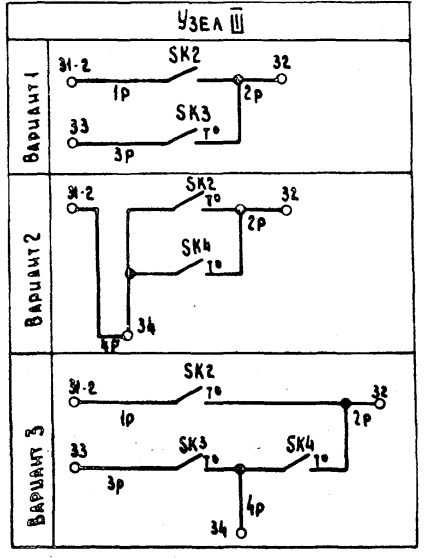 Узел III
Вариант 1
31-2
SK2
32
1р
2р
33
SK3
т°
3р
Вариант 2
31-2
SK2
т°
32
2р
SK4
т°
34
4р
Вариант 3
31-2
SK2
т°
32
1р
2р
33
SK3
т°
SK4
т°
3р
4р
34